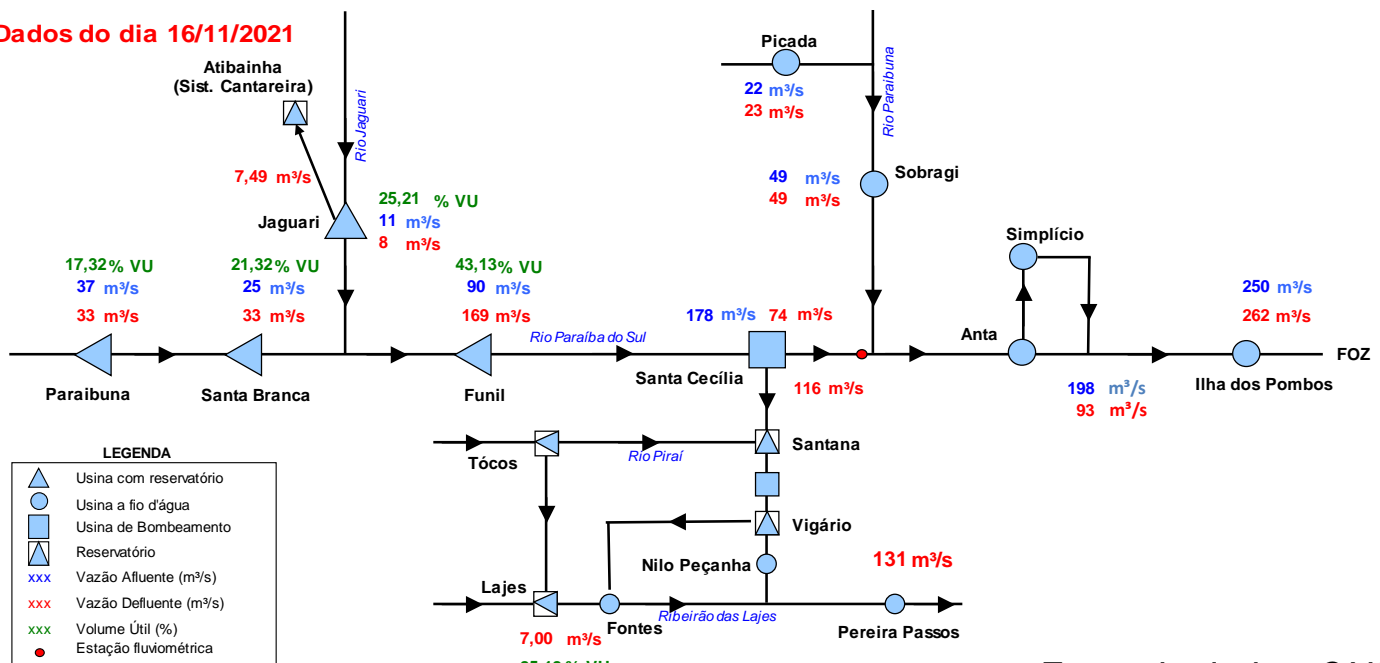 Dados do dia 16/11/2021
Atibainha
(Sist. Cantareira)
Rio Jaguari
7,49 m³/s
Jaguari
25,21 % VU
11 m³/s
8 m³/s
Picada
22 m³/s
23 m³/s
Rio Paraibuna
49 m³/s
49 m³/s
Sobragi
17,32 % VU
37 m³/s
33 m³/s
Paraibuna
21,32 % VU
25 m³/s
33 m³/s
Santa Branca
43,13 % VU
90 m³/s
169 m³/s
Funil
Rio Paraíba do Sul
178 m³/s 74 m³/s
Santa Cecília
116 m³/s
Simplício
Anta
198 m³/s
93 m³/s
250 m³/s
262 m³/s
Ilha dos Pombos
FOZ
Tócos
Rio Piraí
Santana
Vigário
Nilo Peçanha
131 m³/s
Lajes
7,00 m³/s
Fontes
Ribeirão das Lajes
Pereira Passos
LEGENDA
Usina com reservatório
Usina a fio d'água
Usina de Bombeamento
Reservatório
xxx Vazão Afluente (m³/s)
xxx Vazão Defluente (m³/s)
xxx Volume Útil (%)
Estação fluviométrica